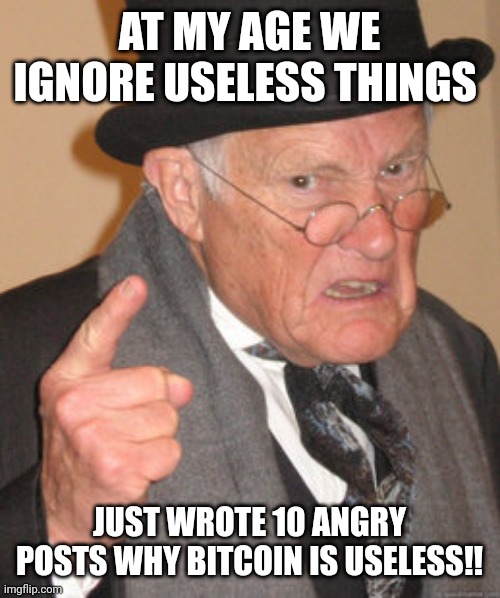 AT MY AGE WE
IGNORE USELESS THINGS
JUST WROTE 10 ANGRY
POSTS WHY BITCOIN IS USELESS!!
imgflip.com